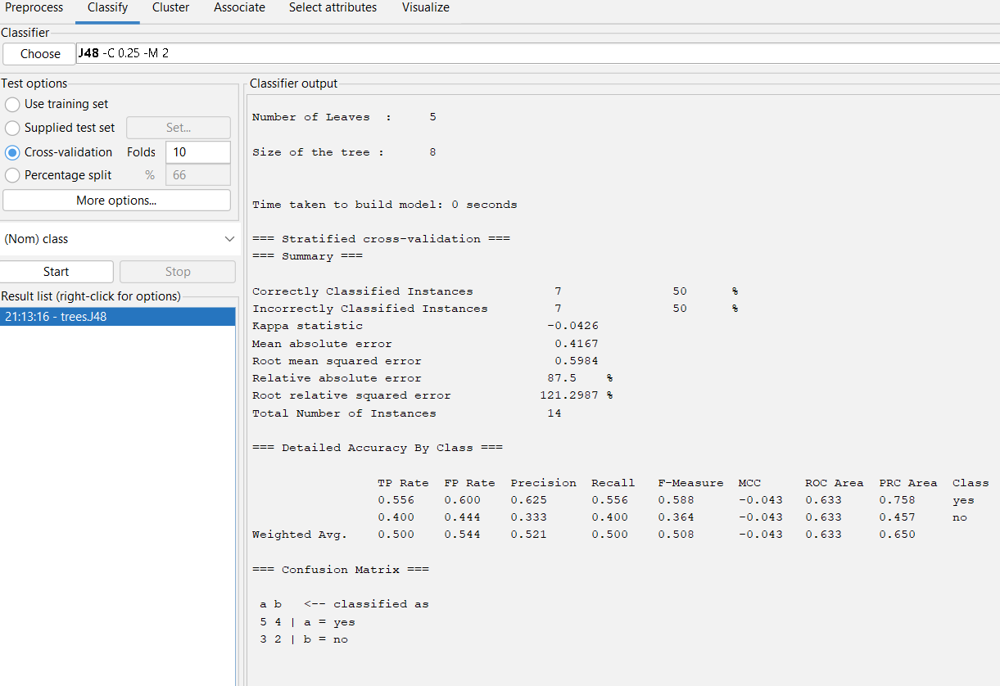 Preprocess Classify Cluster Associate Select attributes Visualize
Classifier
Choose J48 -C 0.25 -M 2
Test options
Use training set
Supplied test set Set...
Cross-validation Folds 10
Percentage split % 66
More options...
(Nom) class
Start Stop
Result list (right-click for options)
21:13:16 - trees.J48
Classifier output
Number of Leaves : 5
Size of the tree : 8
Time taken to build model: 0 seconds
=== Stratified cross-validation ===
=== Summary ===
Correctly Classified Instances 7 50 %
Incorrectly Classified Instances 7 50 %
Kappa statistic -0.0426
Mean absolute error 0.4167
Root mean squared error 0.5984
Relative absolute error 87.5 %
Root relative squared error 121.2987 %
Total Number of Instances 14
=== Detailed Accuracy By Class ===
TP Rate FP Rate Precision Recall F-Measure MCC ROC Area PRC Area Class
0.556 0.600 0.625 0.556 0.588 -0.043 0.633 0.758 yes
0.400 0.444 0.333 0.400 0.364 -0.043 0.633 0.457 no
Weighted Avg. 0.500 0.544 0.521 0.500 0.508 -0.043 0.633 0.650
=== Confusion Matrix ===
a b <-- classified as
5 4 | a = yes
3 2 | b = no